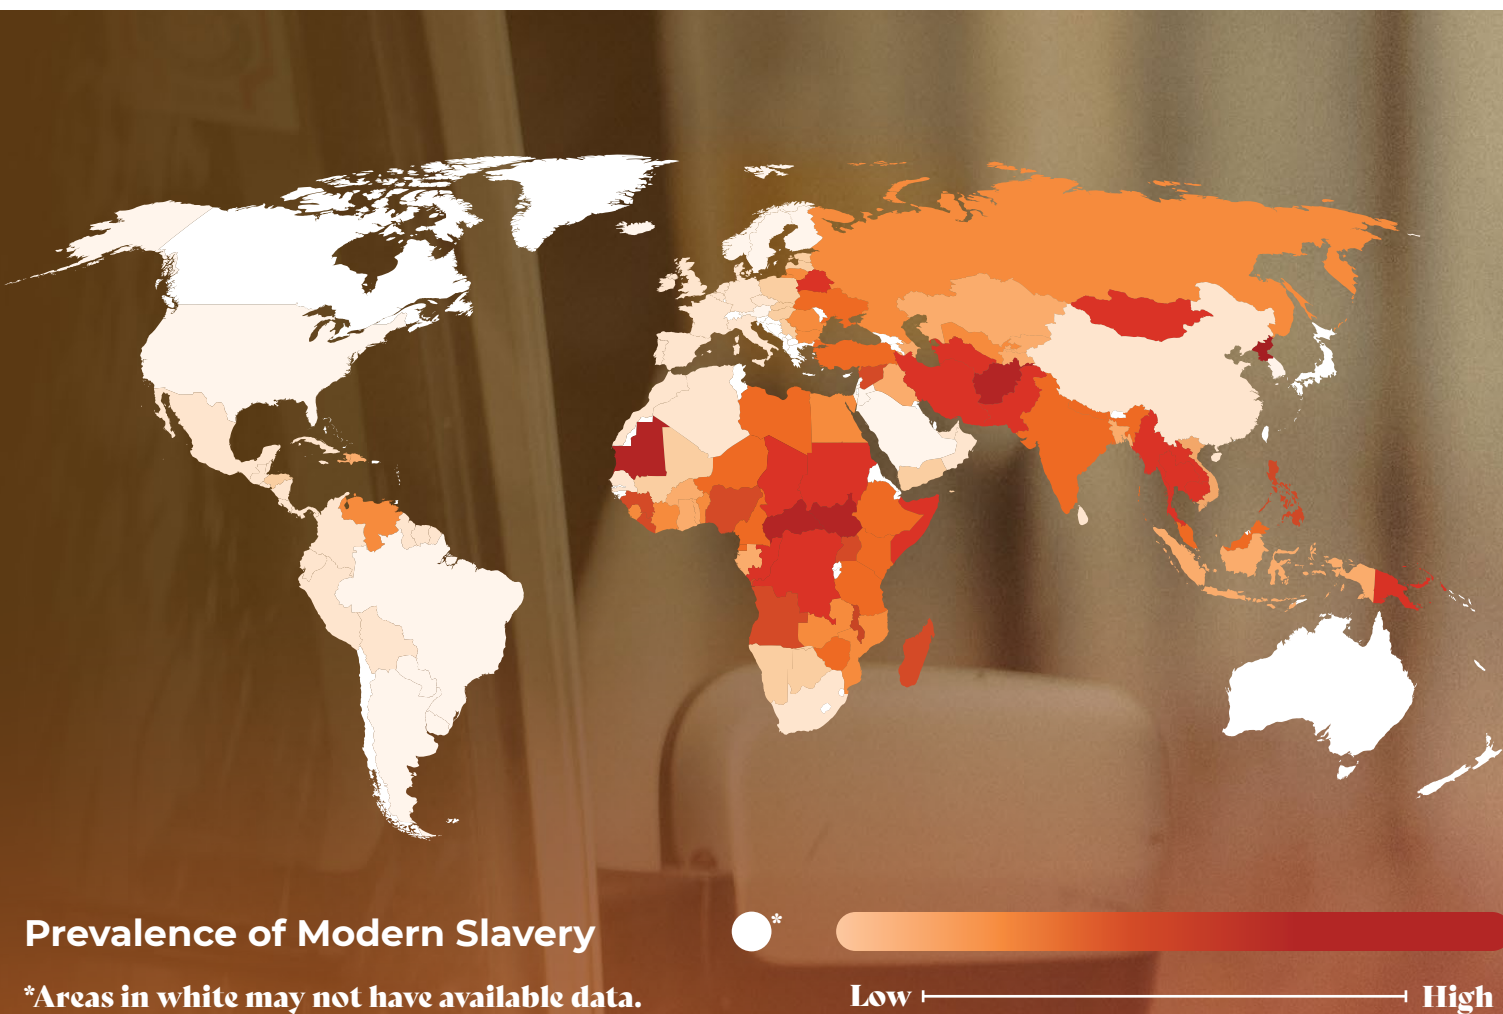 Prevalence of Modern Slavery
*
*Areas in white may not have available data.
Low
High